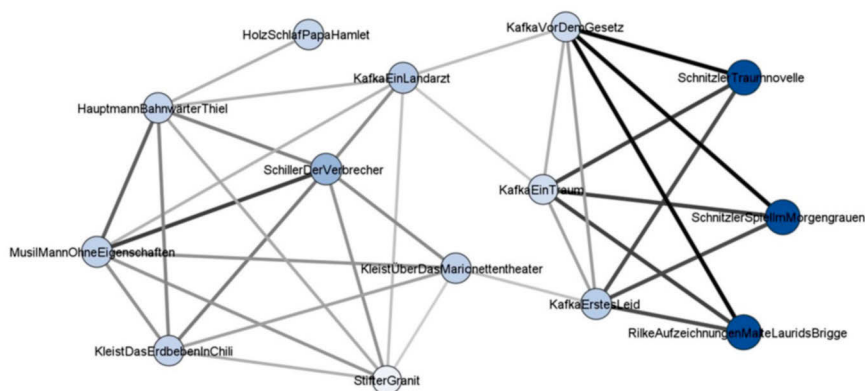 KafkaVorDemGesetz
HolzSchlafPapaHamlet
KafkaEinLandarzt
SchnitzlerTraumnovelle
HauptmannBahnwärterThiel
SchillerDerVerbrecher
KafkaEinTraum
SchnitzlerSpielImMorgengrauen
MusilMannOhneEigenschaften
KleistÜberDasMarionettentheater
KafkaErstesLeid
RilkeAufzeichnungenMalteLauridsBrigge
KleistDasErdbebenInChili
StifterGranit